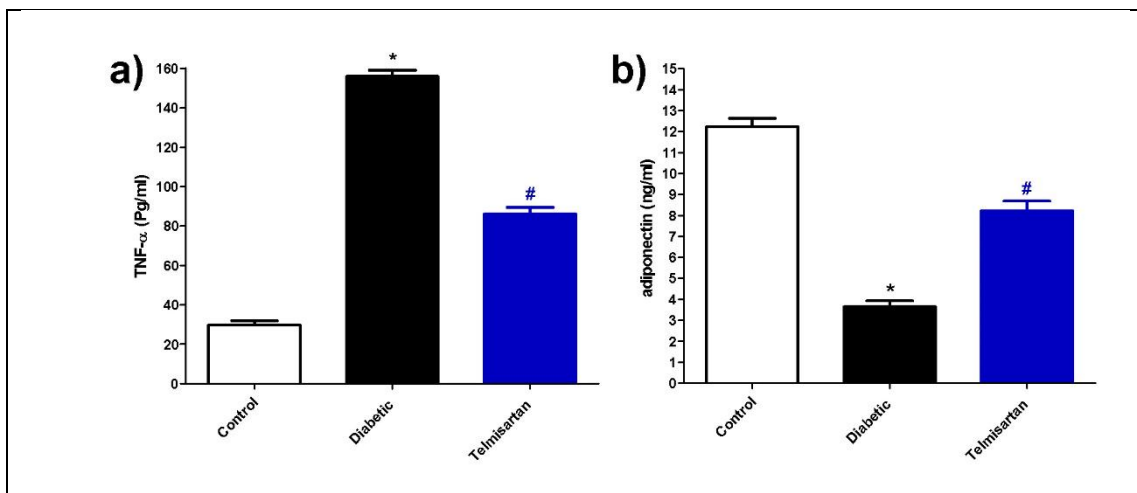 a)
TNF-α (Pg/ml)
160
140
120
100
80
60
40
20
0
*
#
Control
Diabetic
Telmisartan
b)
adiponectin (ng/ml)
15
14
13
12
11
10
9
8
7
6
5
4
3
2
1
0
*
#
Control
Diabetic
Telmisartan